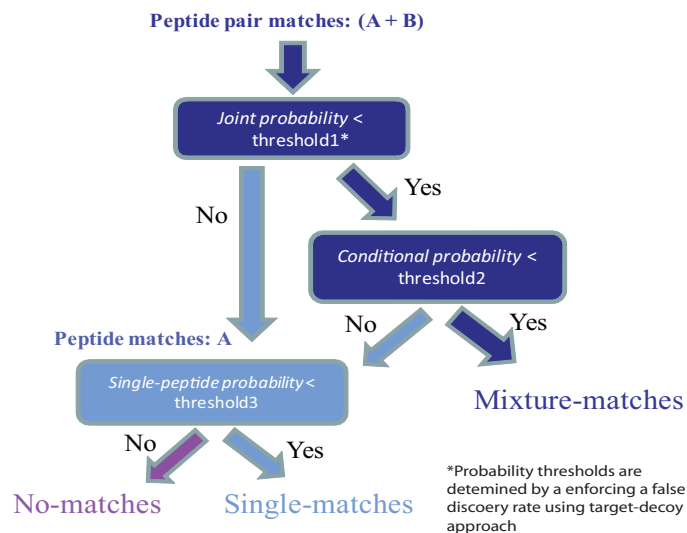 Peptide pair matches: (A + B)
Joint probability <
threshold1*
No
Yes
Conditional probability <
threshold2
No
Yes
Peptide matches: A
Single-peptide probability<
threshold3
Mixture-matches
No
Yes
No-matches
Single-matches
*Probability thresholds are
detemined by a enforcing a false
discoery rate using target-decoy
approach